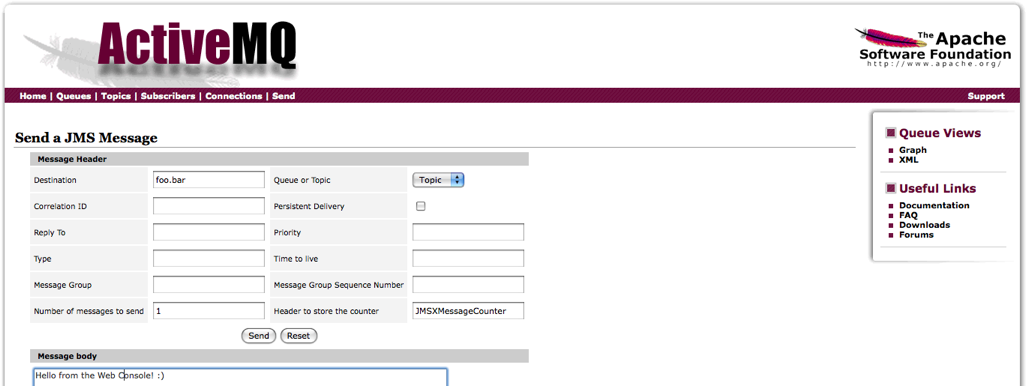 ActiveMQ
The Apache
Software Foundation
http://www.apache.org/
Home | Queues | Topics | Subscribers | Connections | Send
Support
Send a JMS Message
Message Header
Destination foo.bar Queue or Topic Topic
Correlation ID Persistent Delivery
Reply To Priority
Type Time to live
Message Group Message Group Sequence Number
Number of messages to send 1 Header to store the counter JMSXMessageCounter
Send Reset
Message body
Hello from the Web Console! :)
Queue Views
Graph
XML
Useful Links
Documentation
FAQ
Downloads
Forums